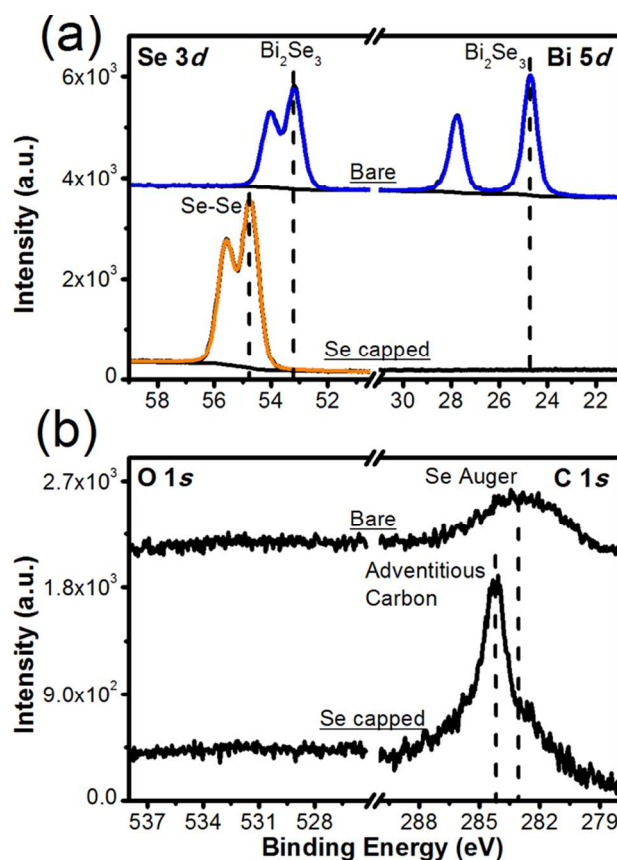 (a)
Se 3d
Bi₂Se₃
Bi₂Se₃
Bi 5d
6x10³
Bare
4x10³
Se-Se
2x10³
Se capped
0
58 56 54 52 30 28 26 24 22
Intensity (a.u.)
(b)
O 1s
Se Auger
C 1s
2.7x10³
Bare
Adventitious
Carbon
1.8x10³
9.0x10²
Se capped
0.0
537 534 531 528 288 285 282 279
Intensity (a.u.)
Binding Energy (eV)